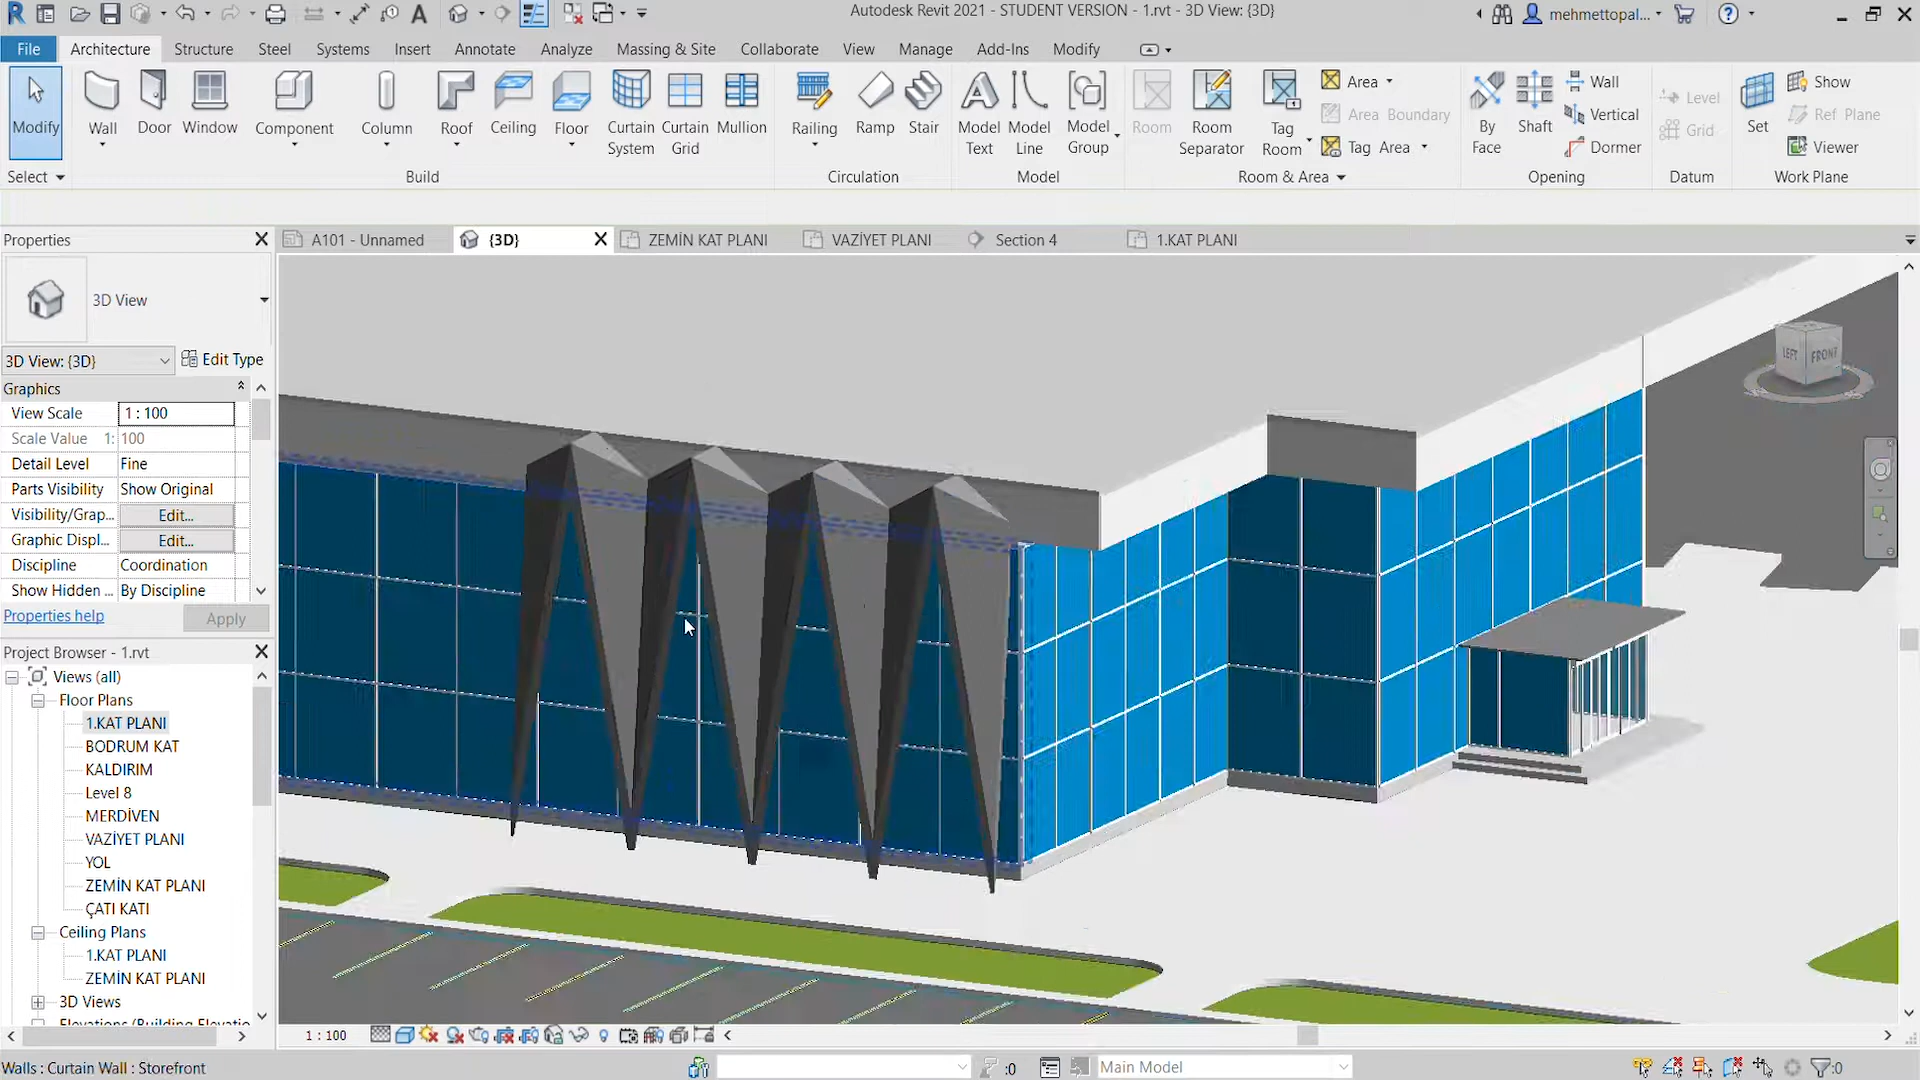 Autodesk Revit 2021 - STUDENT VERSION - 1.rvt - 3D View: {3D}
mehmettopal...
File Architecture Structure Steel Systems Insert Annotate Analyze Massing & Site Collaborate View Manage Add-Ins Modify
Modify Wall Door Window Component Column Roof Ceiling Floor Curtain System Curtain Grid Mullion Railing Ramp Stair Model Text Model Line Model Group Room Room Separator Tag Room By Face Shaft Set
Area Wall Level Show
Area Boundary Vertical Grid Ref Plane
Tag Area Dormer Viewer
Select Build Circulation Model Room & Area Opening Datum Work Plane
Properties
A101 - Unnamed {3D} ZEMİN KAT PLANI VAZİYET PLANI Section 4 1.KAT PLANI
3D View
LEFT FRONT
3D View: {3D} Edit Type
Graphics
View Scale 1 : 100
Scale Value 1: 100
Detail Level Fine
Parts Visibility Show Original
Visibility/Grap... Edit...
Graphic Displ... Edit...
Discipline Coordination
Show Hidden ... By Discipline
Properties help Apply
Project Browser - 1.rvt
Views (all)
Floor Plans
1.KAT PLANI
BODRUM KAT
KALDIRIM
Level 8
MERDİVEN
VAZİYET PLANI
YOL
ZEMİN KAT PLANI
ÇATI KATI
Ceiling Plans
1.KAT PLANI
ZEMİN KAT PLANI
3D Views
Elevations (Building Elevatio
1 : 100
Walls : Curtain Wall : Storefront :0 Main Model :0